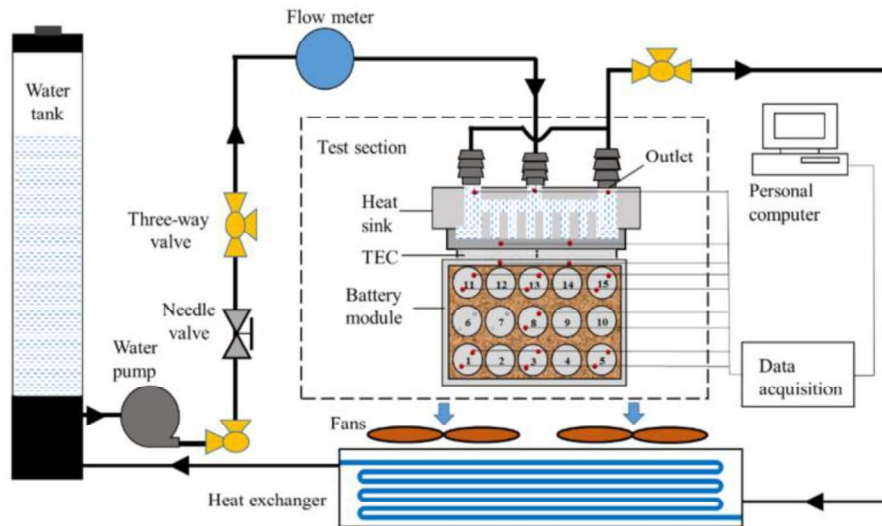 Flow meter
Water
tank
Test section
Outlet
Personal
computer
Heat
sink
Three-way
valve
TEC
Battery
module
11 12 13 14 15
6 7 8 9 10
1 2 3 4 5
Needle
valve
Water
pump
Data
acquisition
Fans
Heat exchanger